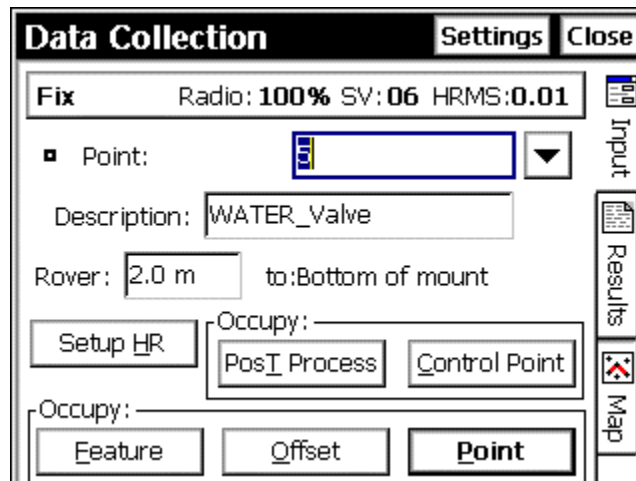 Data Collection Settings Close
Fix Radio: 100% SV: 06 HRMS:0.01
Input
Point:
Description: WATER_Valve
Results
Rover: 2.0 m to:Bottom of mount
Setup HR
Occupy:
PosT Process Control Point
Map
Occupy:
Feature Offset Point